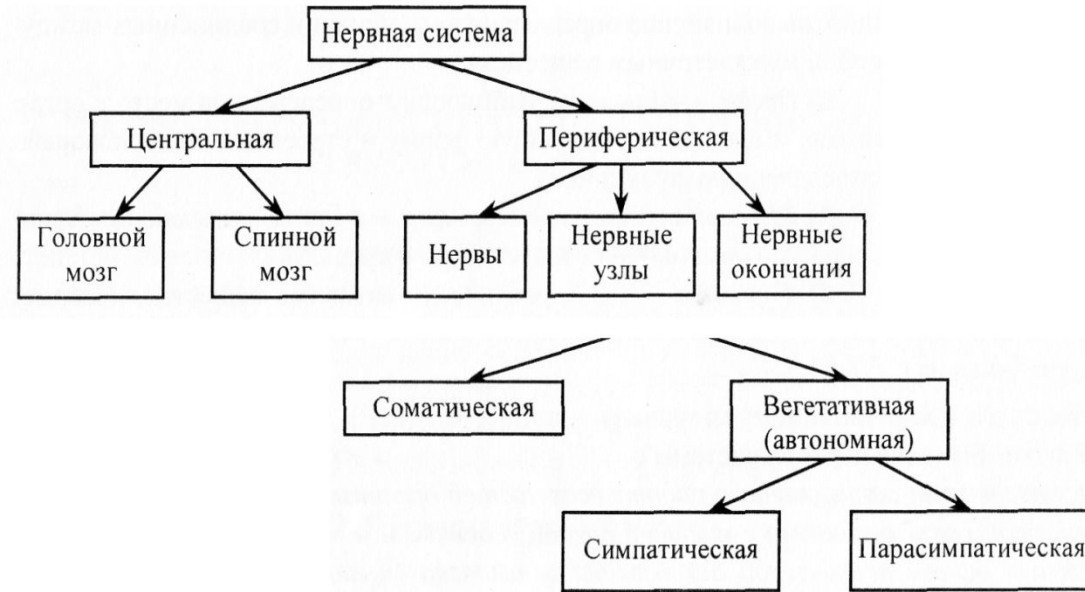 Нервная система
Центральная
Периферическая
Головной
мозг
Спинной
мозг
Нервы
Нервные
узлы
Нервные
окончания
Соматическая
Вегетативная
(автономная)
Симпатическая
Парасимпатическая